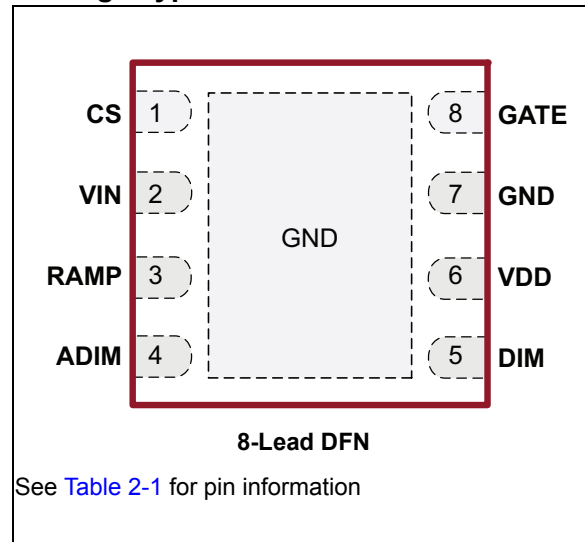 CS 1 8 GATE
VIN 2 7 GND
GND
RAMP 3 6 VDD
ADIM 4 5 DIM
8-Lead DFN
See Table 2-1 for pin information